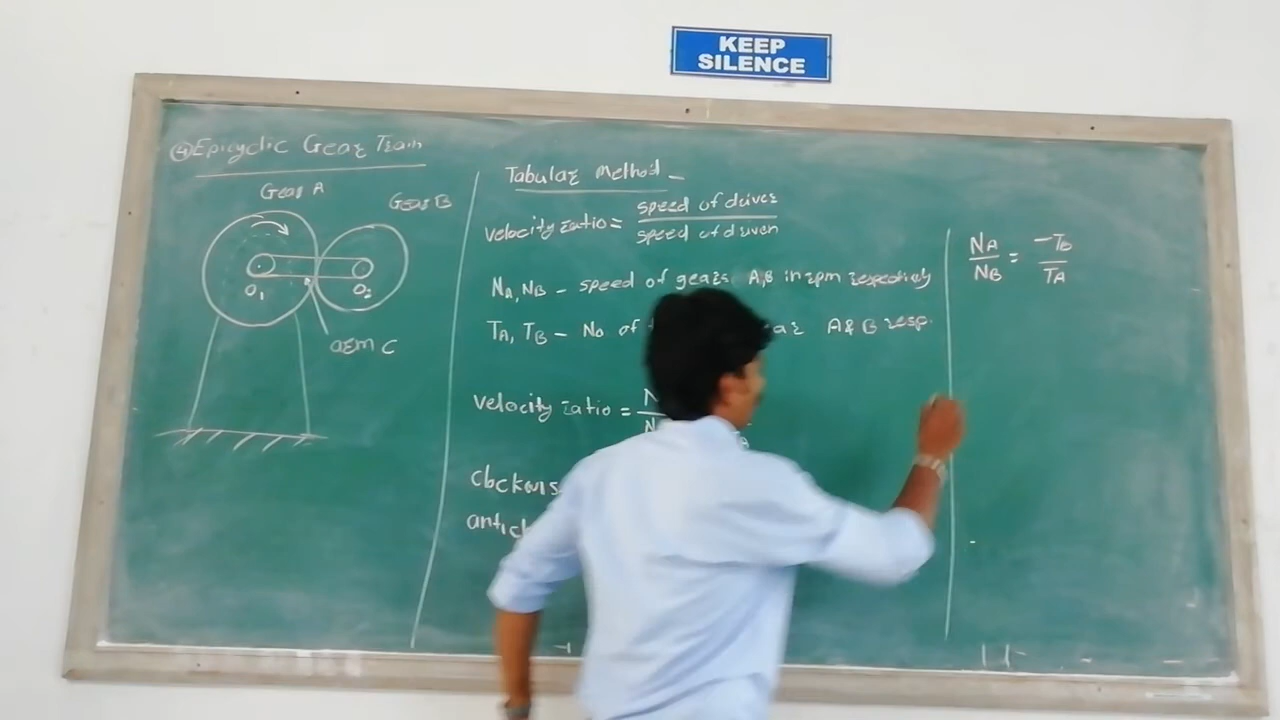 KEEP
SILENCE
④ Epicyclic Gear Train
Gear A
Gear B
O1
O2
arm C
Tabular Method -
velocity ratio = speed of driver
speed of driven
NA, NB - speed of gears A,B in rpm respectively
TA, TB - No of A & B resp.
velocity ratio =
NA
NB
=
-TB
TA